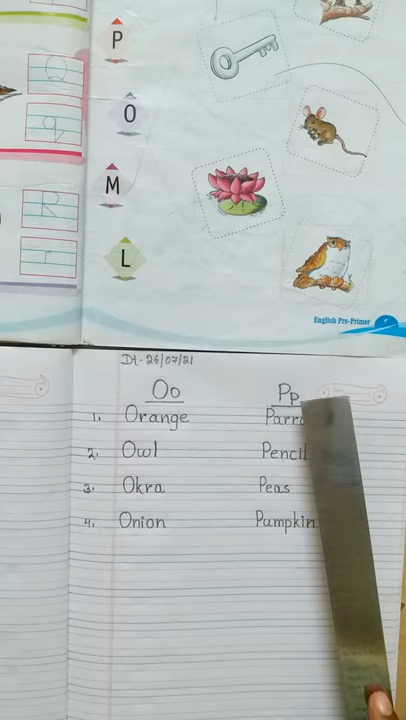 P
O
Q
q
M
R
r
L
English Pre-Primer
Dt-26/07/21
Oo Pp
1. Orange
2. Owl Pencil
3. Okra Peas
4. Onion Pumpkin